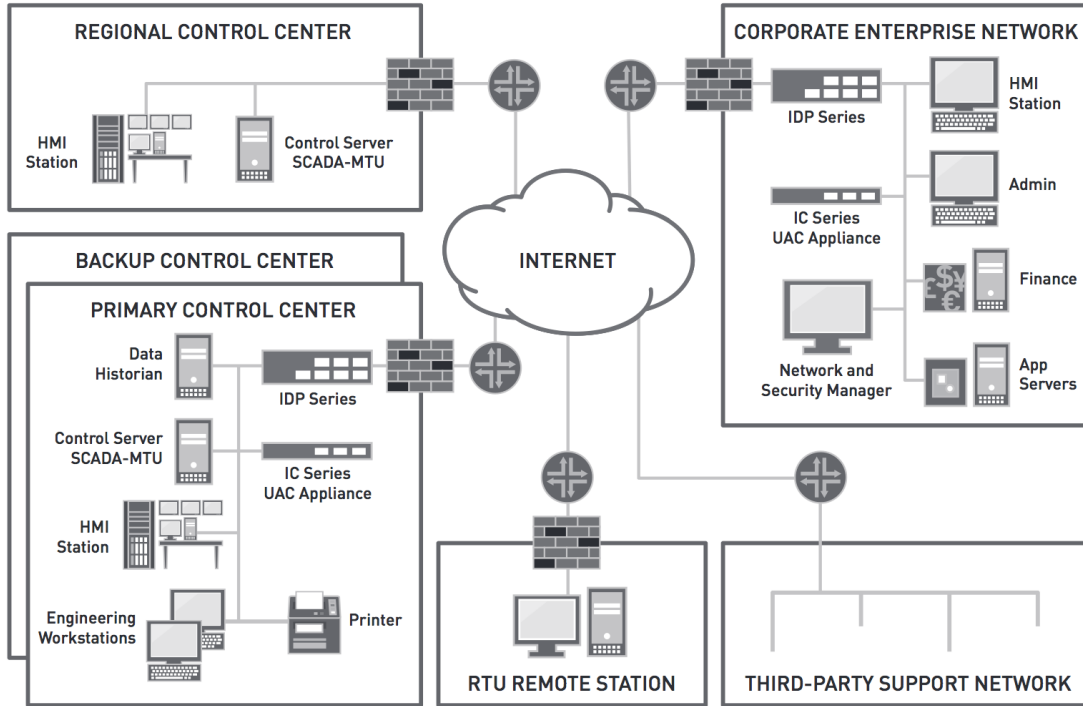 REGIONAL CONTROL CENTER
HMI
Station
Control Server
SCADA-MTU
CORPORATE ENTERPRISE NETWORK
IDP Series
HMI
Station
Admin
IC Series
UAC Appliance
$
£
¥
€
Finance
Network and
Security Manager
App
Servers
INTERNET
BACKUP CONTROL CENTER
PRIMARY CONTROL CENTER
Data
Historian
IDP Series
Control Server
SCADA-MTU
IC Series
UAC Appliance
HMI
Station
Engineering
Workstations
Printer
RTU REMOTE STATION
THIRD-PARTY SUPPORT NETWORK